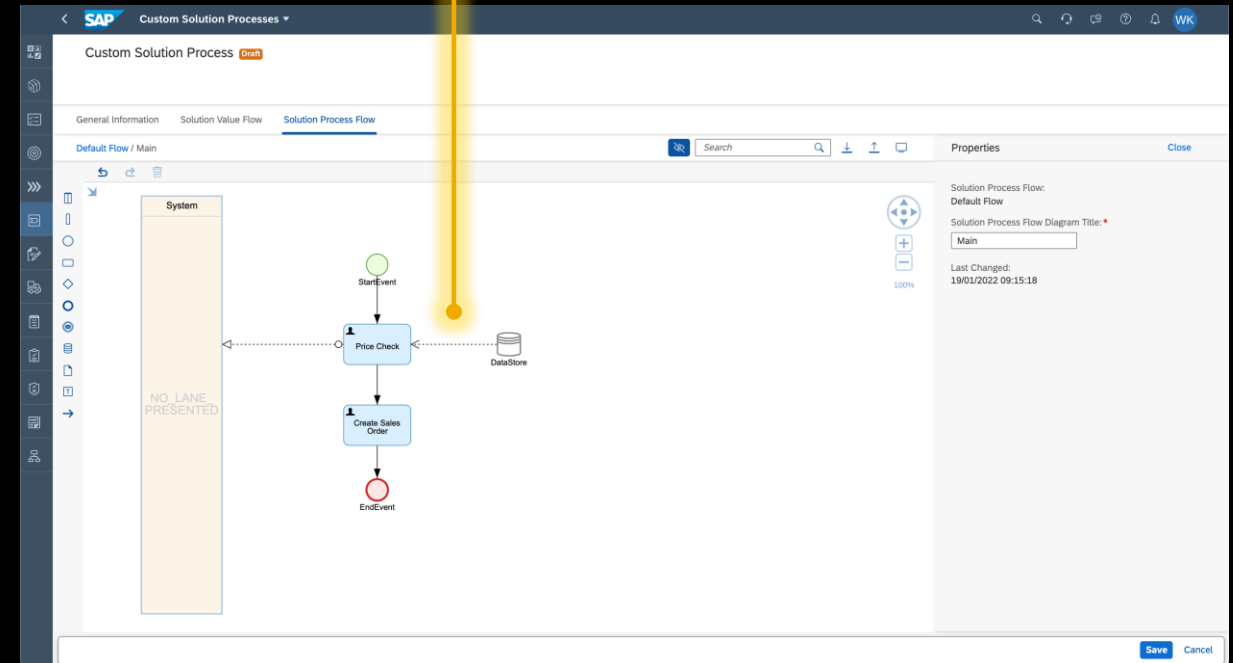 SAP Custom Solution Processes
WK
Custom Solution Process Draft
General Information Solution Value Flow Solution Process Flow
Default Flow / Main
Search
Properties
Close
System
NO_LANE_
PRESENTED
StartEvent
Price Check
DataStore
Create Sales
Order
EndEvent
100%
Solution Process Flow:
Default Flow
Solution Process Flow Diagram Title:*
Main
Last Changed:
19/01/2022 09:15:18
Save Cancel